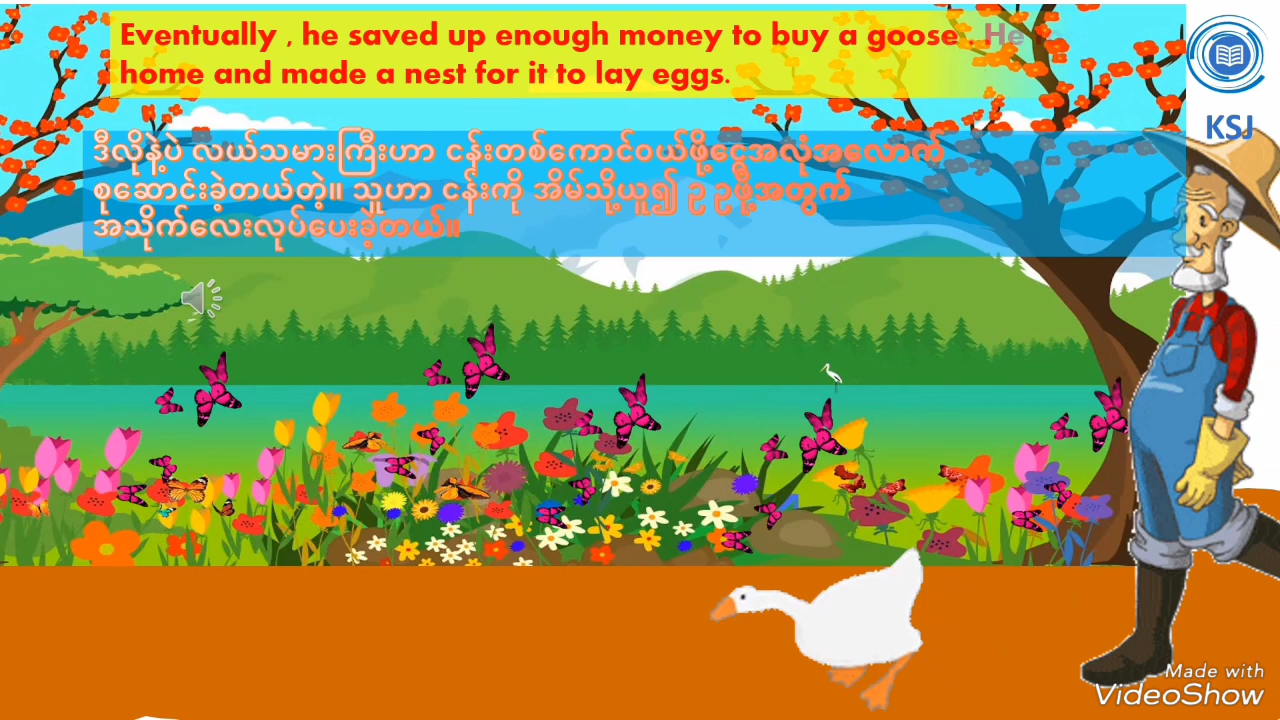 Eventually , he saved up enough money to buy a goose . He
home and made a nest for it to lay eggs.
KSJ
ဒီလိုနဲ့ပဲ လယ်သမားကြီးဟာ ငန်းတစ်ကောင်ဝယ်ဖို့ငွေအလုံအလောက်
စုဆောင်းခဲ့တယ်တဲ့။ သူဟာ ငန်းကို အိမ်သို့ယူ၍ ဥ ဥဖို့အတွက်
အသိုက်လေးလုပ်ပေးခဲ့တယ်။
Made with
VideoShow